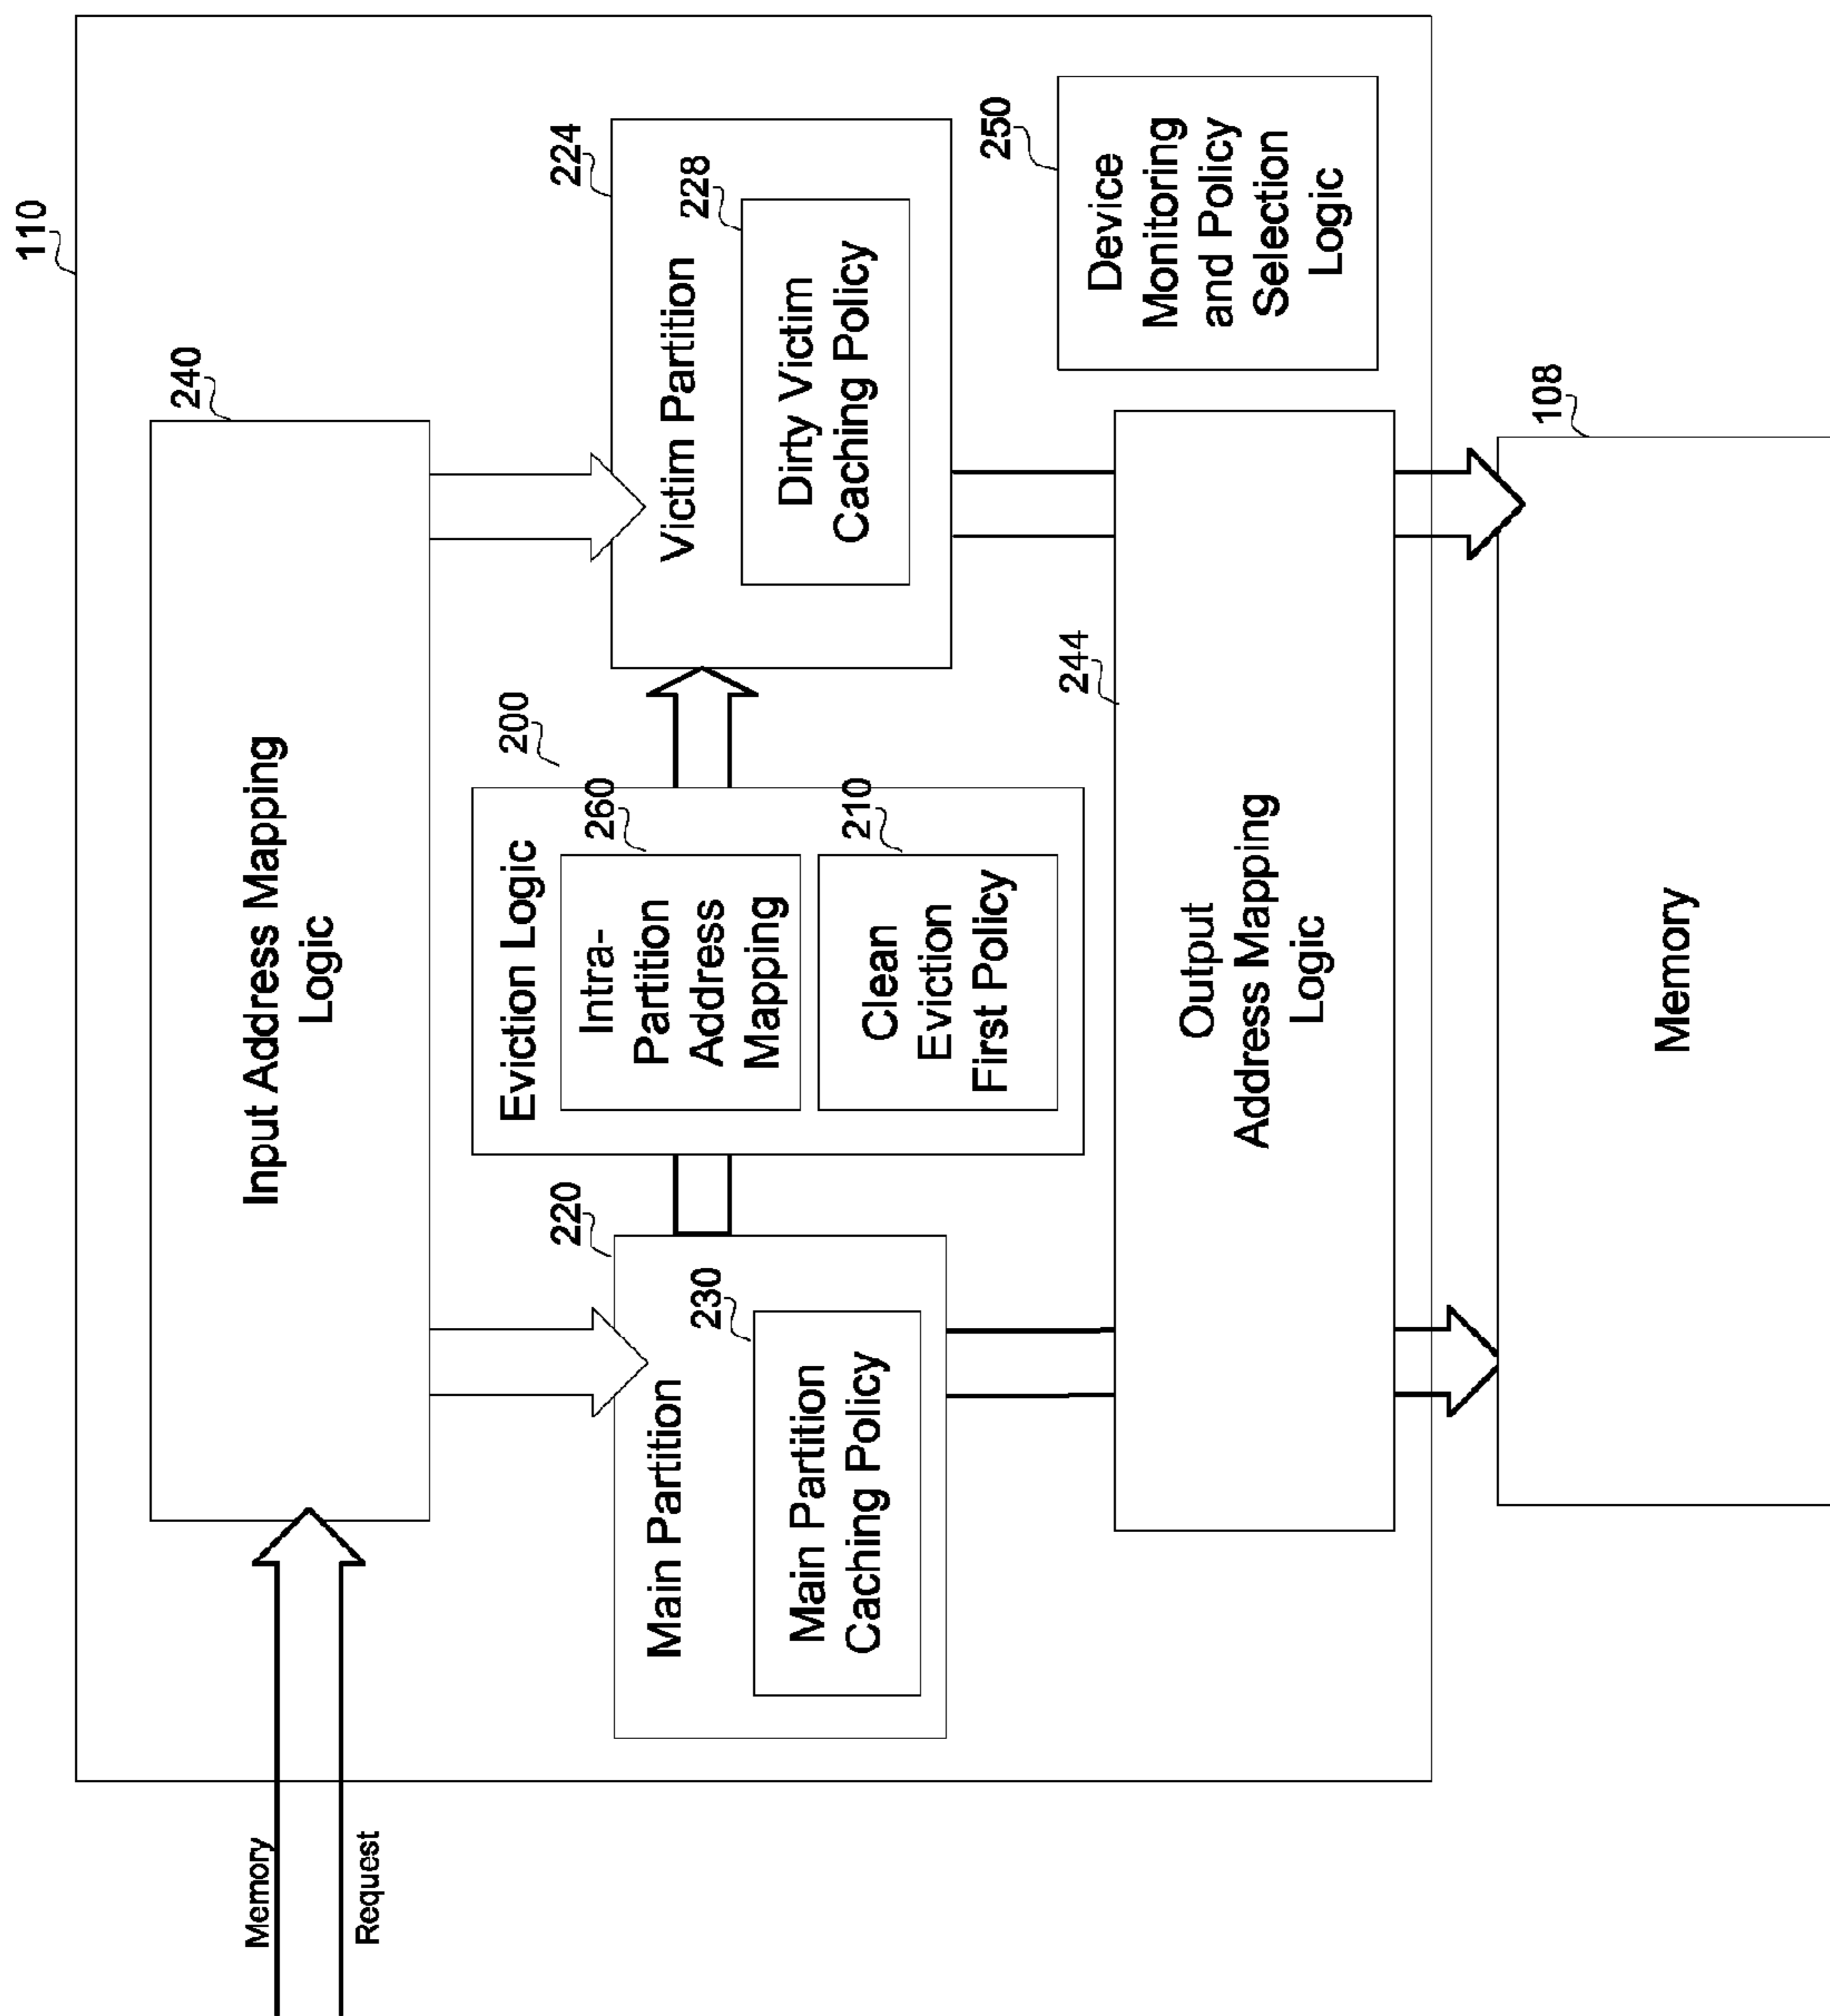 110
240
Input Address Mapping
Logic
Memory
Request
200
Eviction Logic
260
Intra-
Partition
Address
Mapping
210
Clean
Eviction
First Policy
220
Main Partition
230
Main Partition
Caching Policy
224
Victim Partition
228
Dirty Victim
Caching Policy
250
Device
Monitoring
and Policy
Selection
Logic
244
Output
Address Mapping
Logic
108
Memory